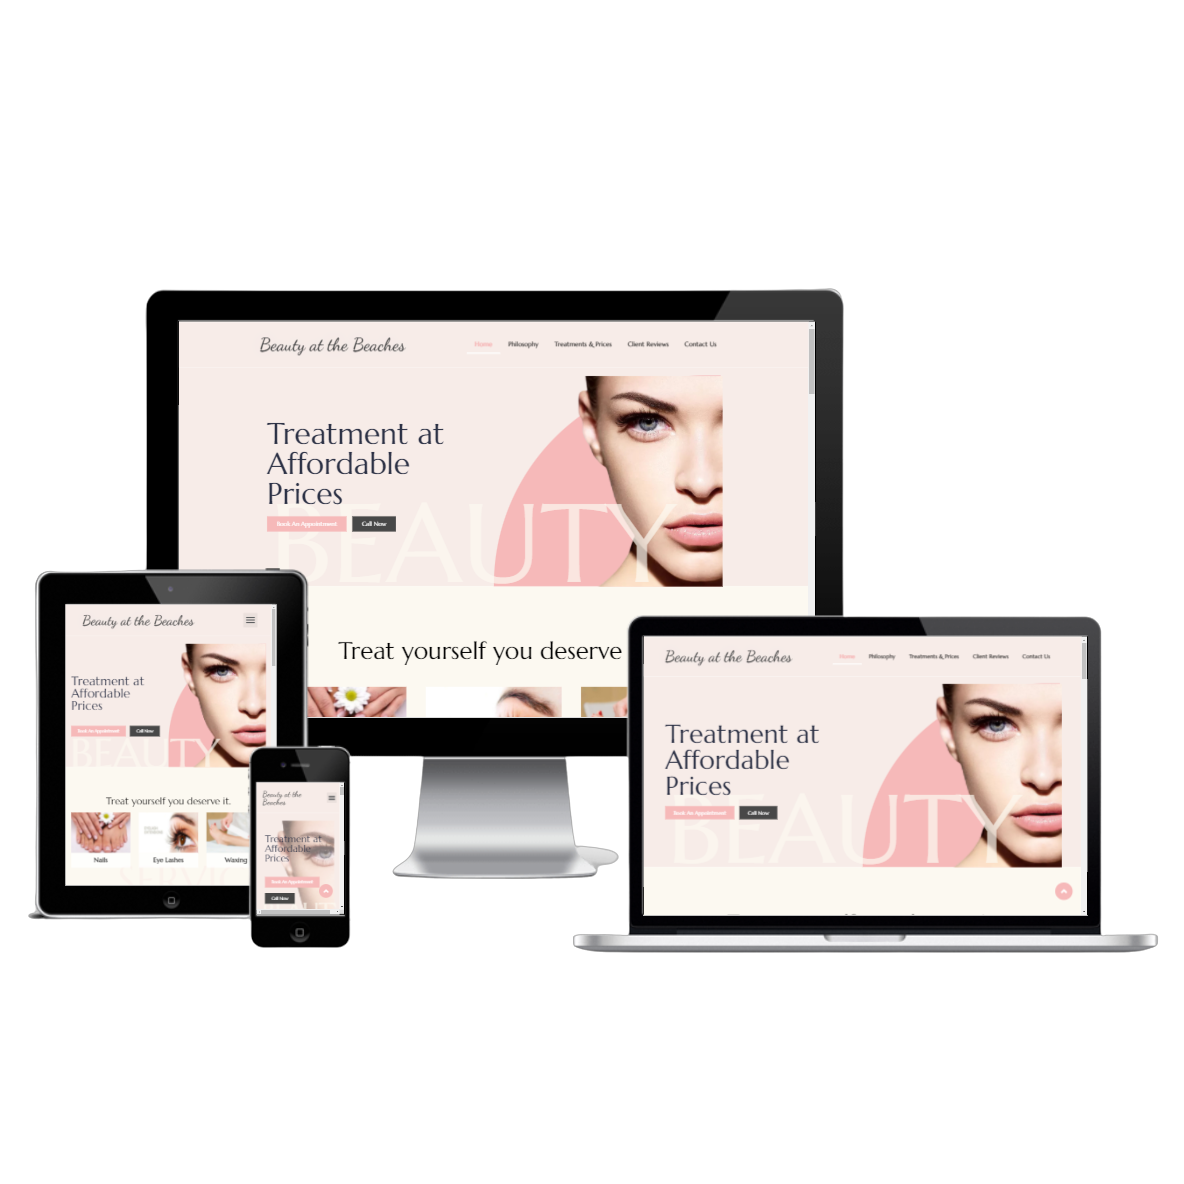 Beauty at the Beaches
Home Philosophy Treatments & Prices Client Reviews Contact Us
Treatment at
Affordable
Prices
Book An Appointment Call Now
BEAUTY
Treat yourself you deserve
Beauty at the Beaches
Treatment at
Affordable
Prices
Book An Appointment Call Now
BEAUTY
Treat yourself you deserve it.
Nails Eye Lashes Waxing
Beauty at the
Beaches
Treatment at
Affordable
Prices
Book An Appointment
Call Now
Beauty at the Beaches
Home Philosophy Treatments & Prices Client Reviews Contact Us
Treatment at
Affordable
Prices
Book An Appointment Call Now
BEAUTY